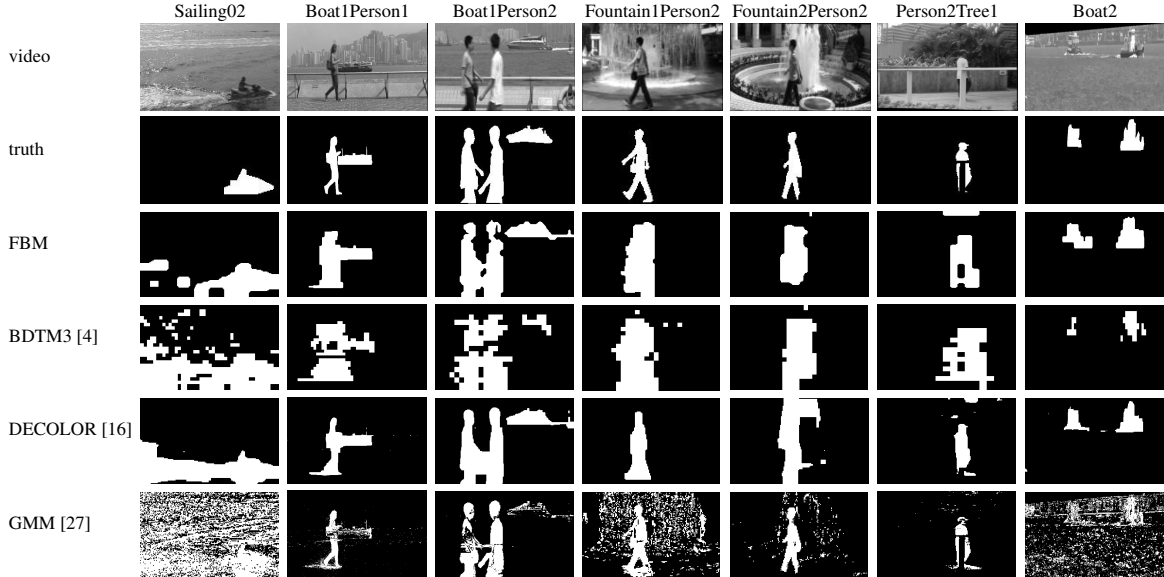 Sailing02 Boat1Person1 Boat1Person2 Fountain1Person2 Fountain2Person2 Person2Tree1 Boat2
video
truth
FBM
BDTM3 [4]
DECOLOR [16]
GMM [27]